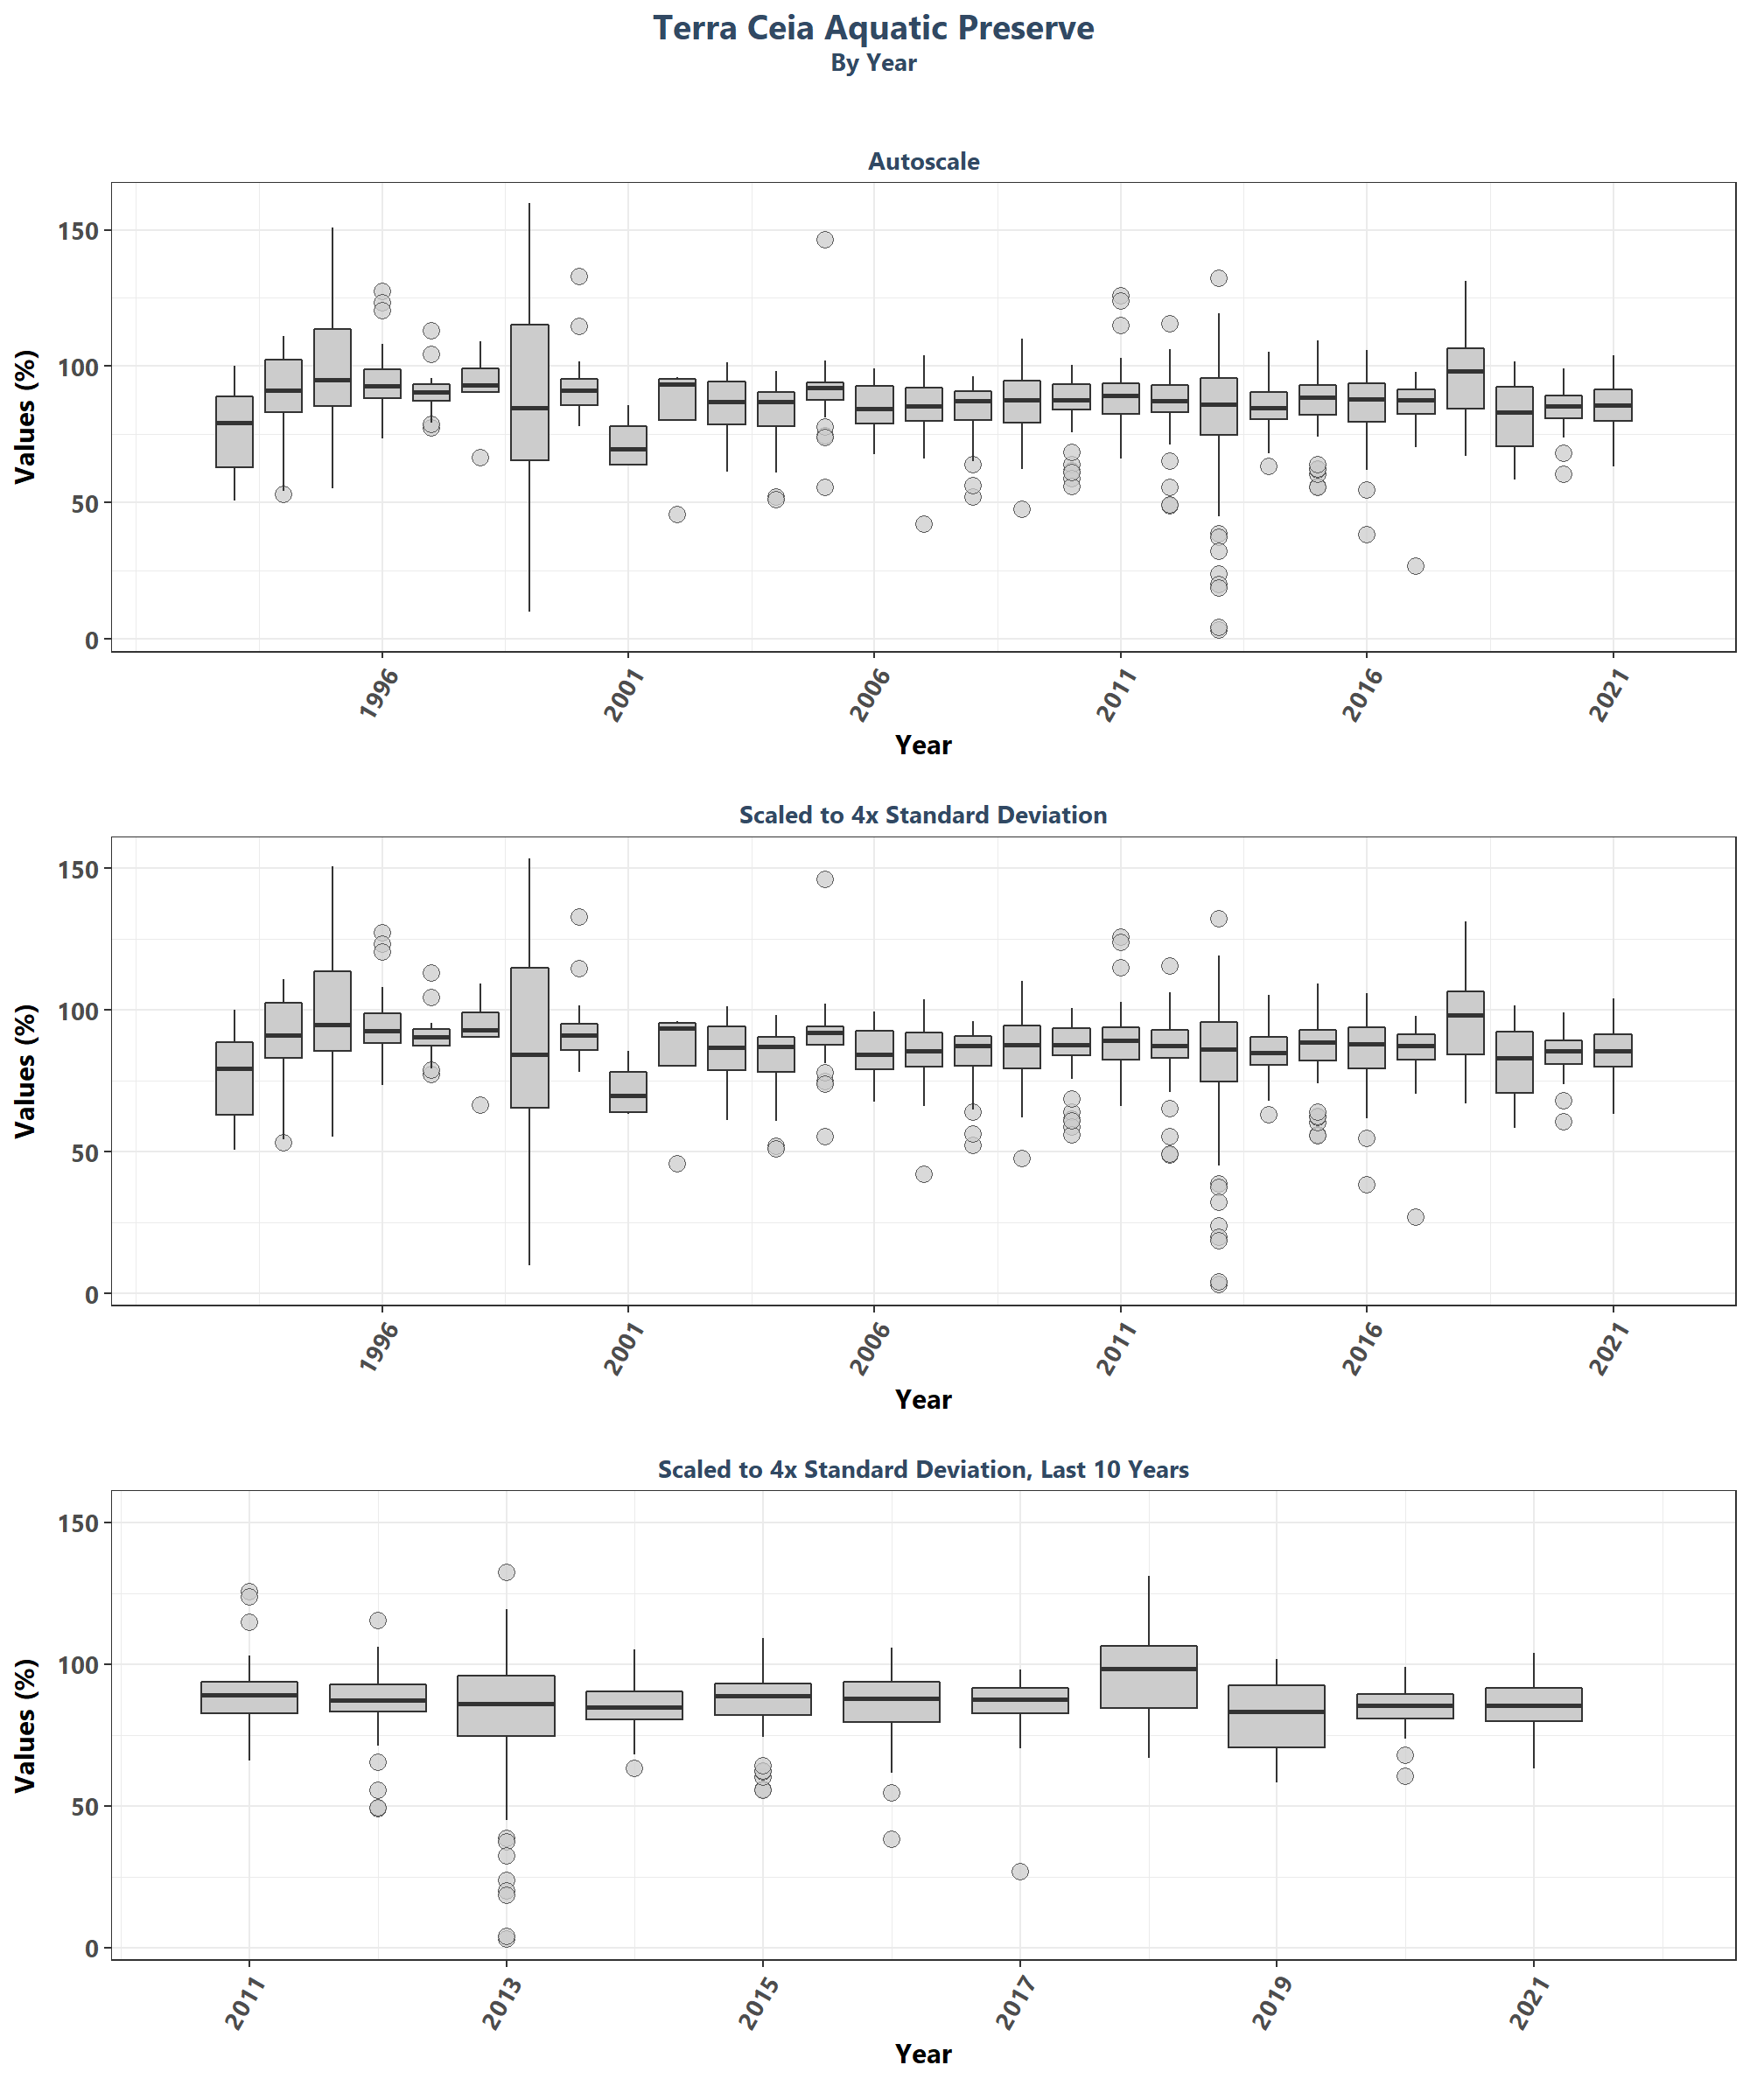 Terra Ceia Aquatic Preserve
By Year
Autoscale
Values (%)
150
100
50
0
1996 2001 2006 2011 2016 2021
Year
Scaled to 4x Standard Deviation
Values (%)
150
100
50
0
1996 2001 2006 2011 2016 2021
Year
Scaled to 4x Standard Deviation, Last 10 Years
Values (%)
150
100
50
0
2011 2013 2015 2017 2019 2021
Year